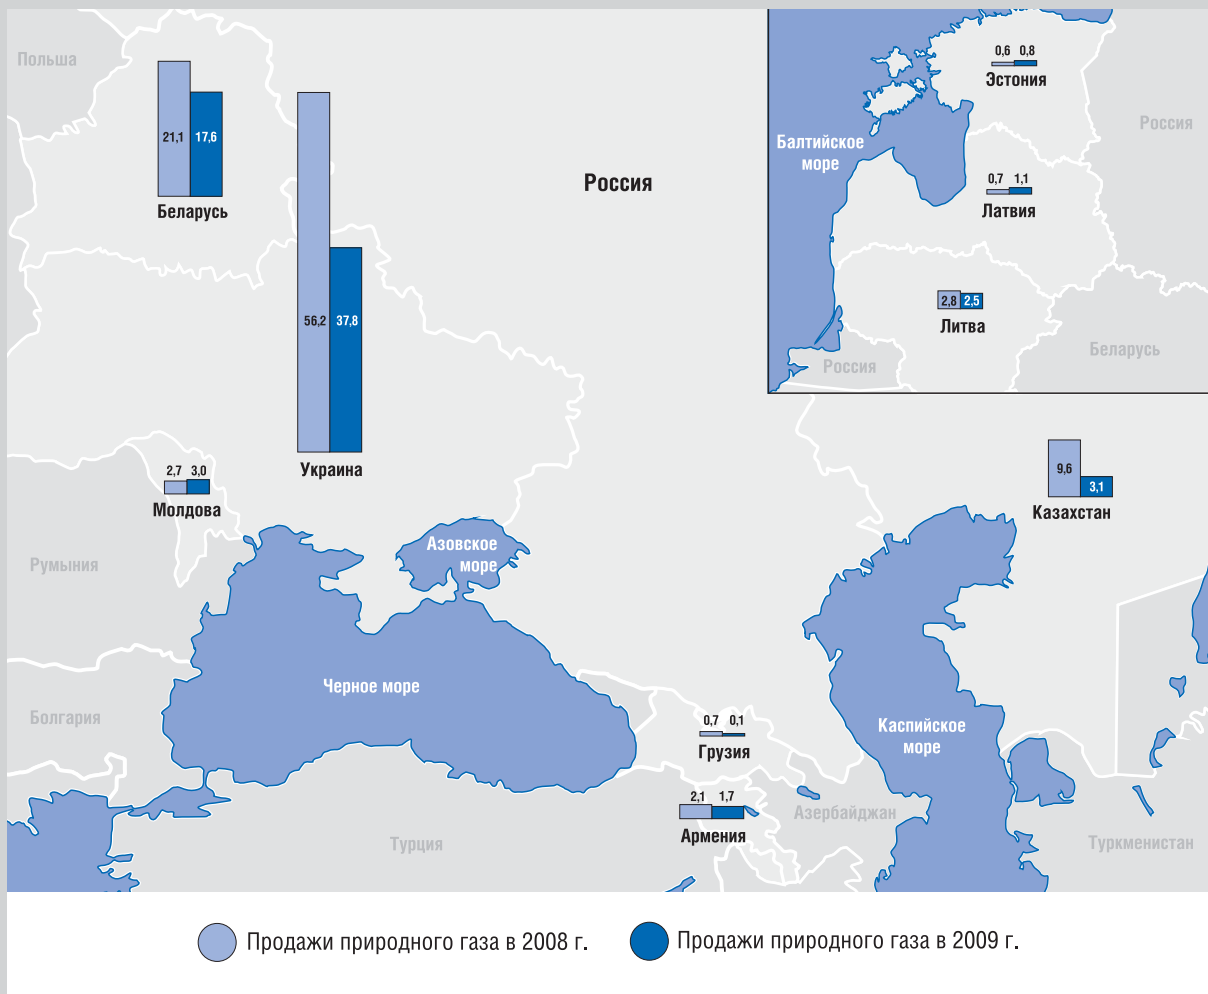 Польша
21,1
17,6
Беларусь
56,2
37,8
Украина
Россия
0,6 0,8
Эстония
Россия
Балтийское
море
0,7 1,1
Латвия
2,8
2,5
Литва
Беларусь
Россия
2,7 3,0
Молдова
9,6
3,1
Казахстан
Румыния
Азовское
море
Черное море
Болгария
Каспийское
море
0,7 0,1
Грузия
2,1 1,7
Армения
Азербайджан
Турция
Туркменистан
Продажи природного газа в 2008 г.
Продажи природного газа в 2009 г.